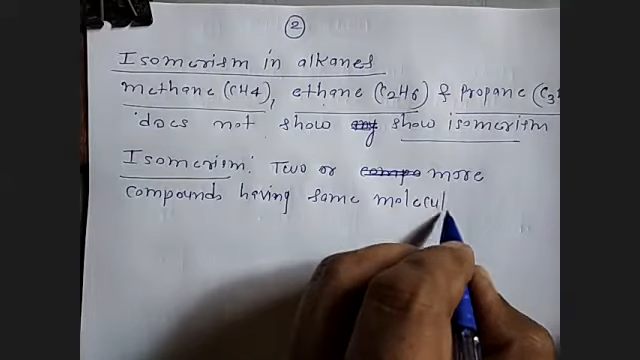 2
Isomerism in alkanes
methane (CH4), ethane (C2H6) & propane (C3
does not show show isomerism
Isomerism: Two or more
compounds having same molecul